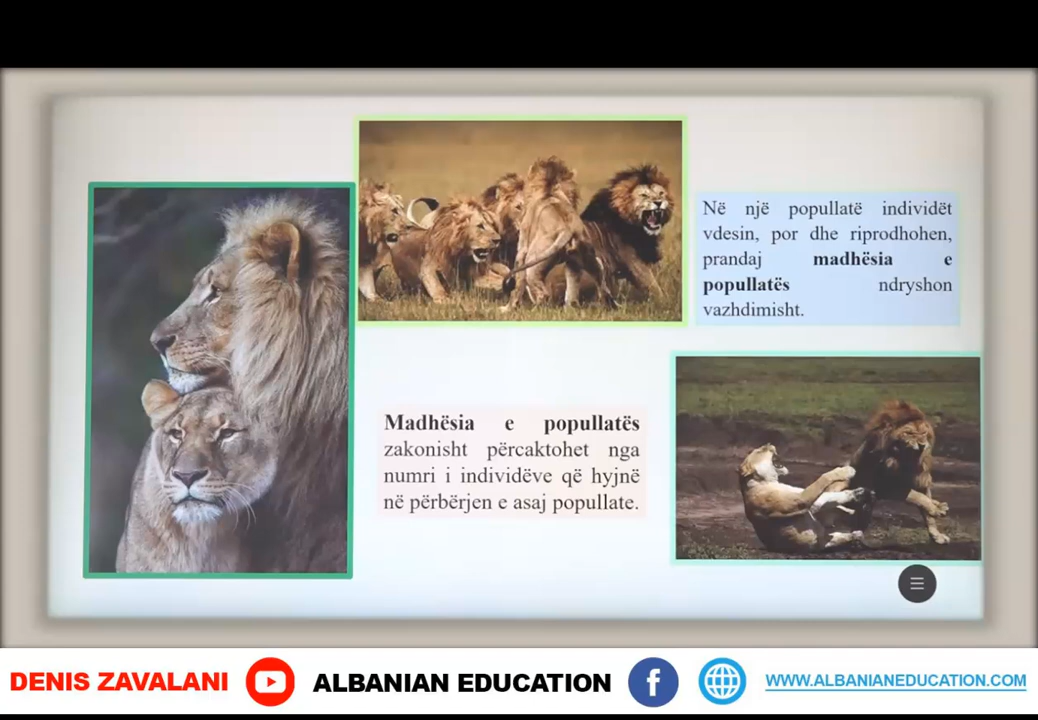 Në një popullatë individët
vdesin, por dhe riprodhohen,
prandaj madhësia e
popullatës ndryshon
vazhdimisht.
Madhësia e popullatës
zakonisht përcaktohet nga
numri i individëve që hyjnë
në përbërjen e asaj popullate.
DENIS ZAVALANI ALBANIAN EDUCATION WWW.ALBANIANEDUCATION.COM